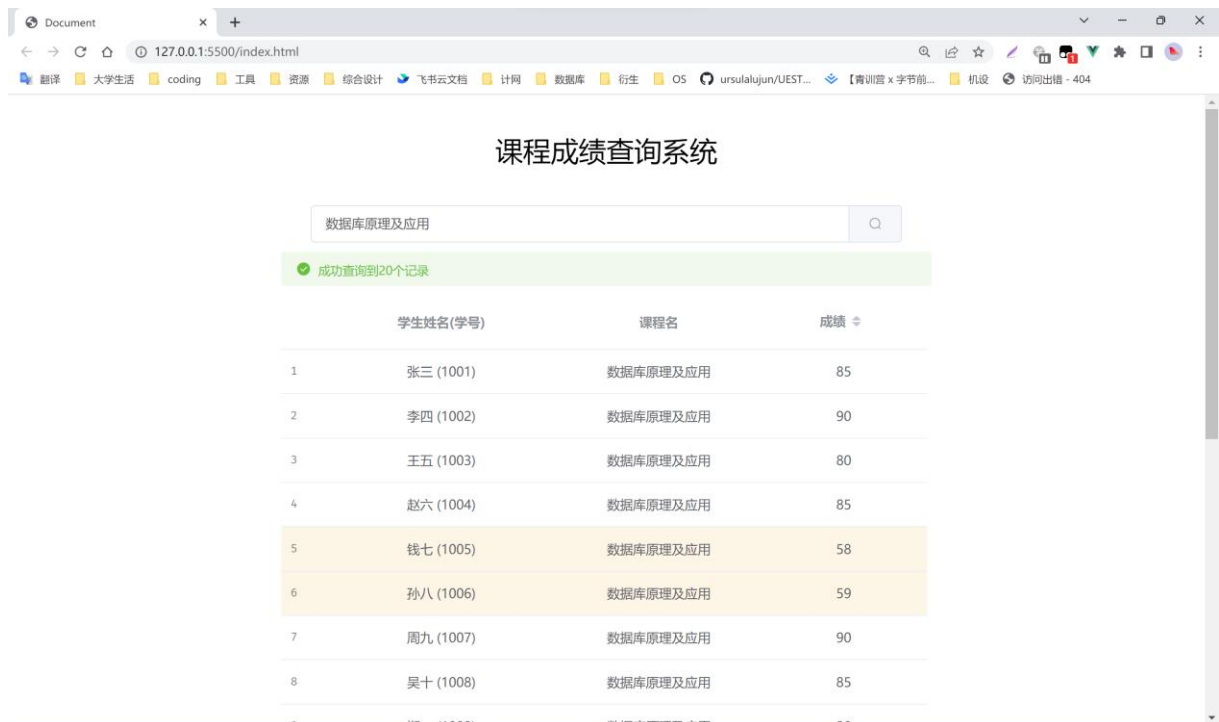 Document
127.0.0.1:5500/index.html
翻译 大学生活 coding 工具 资源 综合设计 飞书云文档 计网 数据库 衍生 OS ursulalujun/UEST... 【青训营 x 字节前... 机设 访问出错 - 404
课程成绩查询系统
数据库原理及应用
成功查询到20个记录
学生姓名(学号) 课程名 成绩
1 张三 (1001) 数据库原理及应用 85
2 李四 (1002) 数据库原理及应用 90
3 王五 (1003) 数据库原理及应用 80
4 赵六 (1004) 数据库原理及应用 85
5 钱七 (1005) 数据库原理及应用 58
6 孙八 (1006) 数据库原理及应用 59
7 周九 (1007) 数据库原理及应用 90
8 吴十 (1008) 数据库原理及应用 85